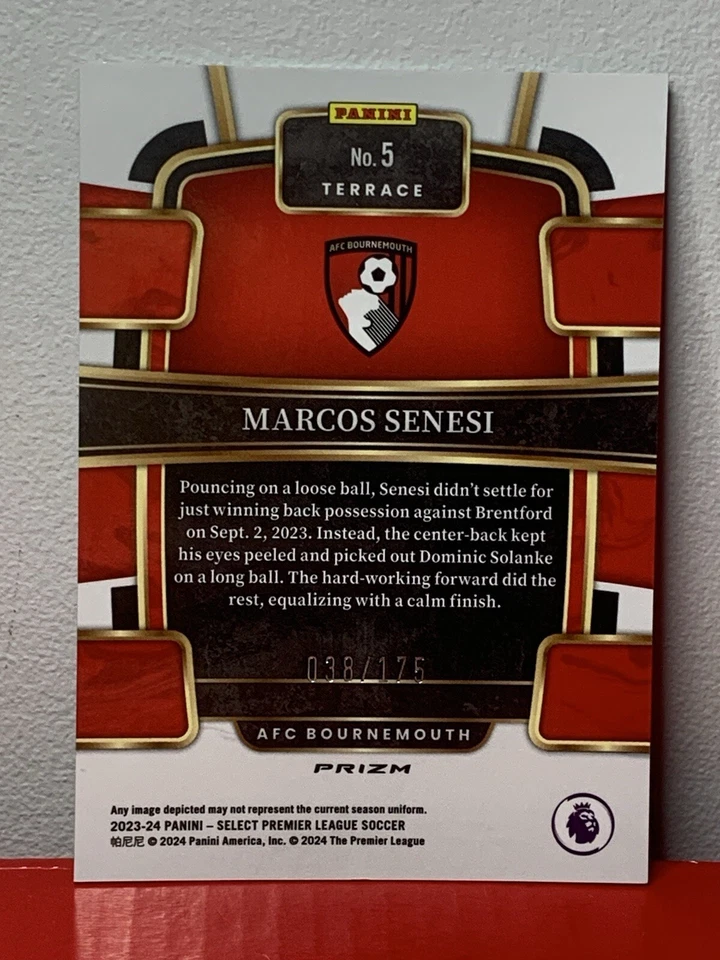 PANINI
No. 5
TERRACE
AFC BOURNEMOUTH
MARCOS SENESI
Pouncing on a loose ball, Senesi didn't settle for
just winning back possession against Brentford
on Sept. 2, 2023. Instead, the center-back kept
his eyes peeled and picked out Dominic Solanke
on a long ball. The hard-working forward did the
rest, equalizing with a calm finish.
038/175
AFC BOURNEMOUTH
PRIZM
Any image depicted may not represent the current season uniform.
2023-24 PANINI – SELECT PREMIER LEAGUE SOCCER
帕尼尼 © 2024 Panini America, Inc. © 2024 The Premier League